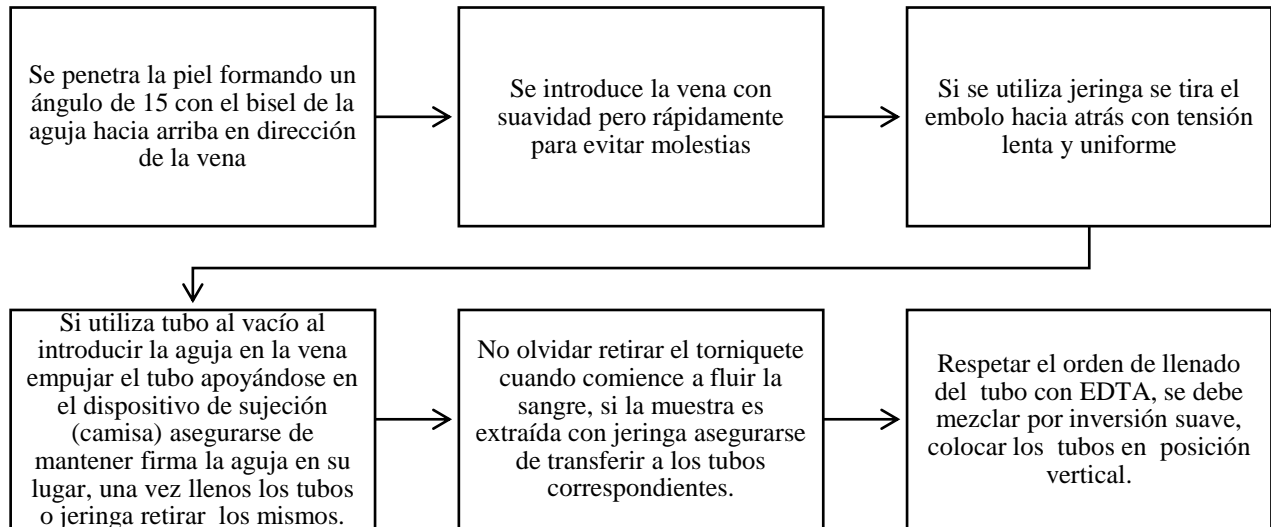 Se penetra la piel formando un
ángulo de 15 con el bisel de la
aguja hacia arriba en dirección
de la vena
Se introduce la vena con
suavidad pero rápidamente
para evitar molestias
Si se utiliza jeringa se tira el
embolo hacia atrás con tensión
lenta y uniforme
Si utiliza tubo al vacío al
introducir la aguja en la vena
empujar el tubo apoyándose en
el dispositivo de sujeción
(camisa) asegurarse de
mantener firma la aguja en su
lugar, una vez llenos los tubos
o jeringa retirar los mismos.
No olvidar retirar el torniquete
cuando comience a fluir la
sangre, si la muestra es
extraída con jeringa asegurarse
de transferir a los tubos
correspondientes.
Respetar el orden de llenado
del tubo con EDTA, se debe
mezclar por inversión suave,
colocar los tubos en posición
vertical.